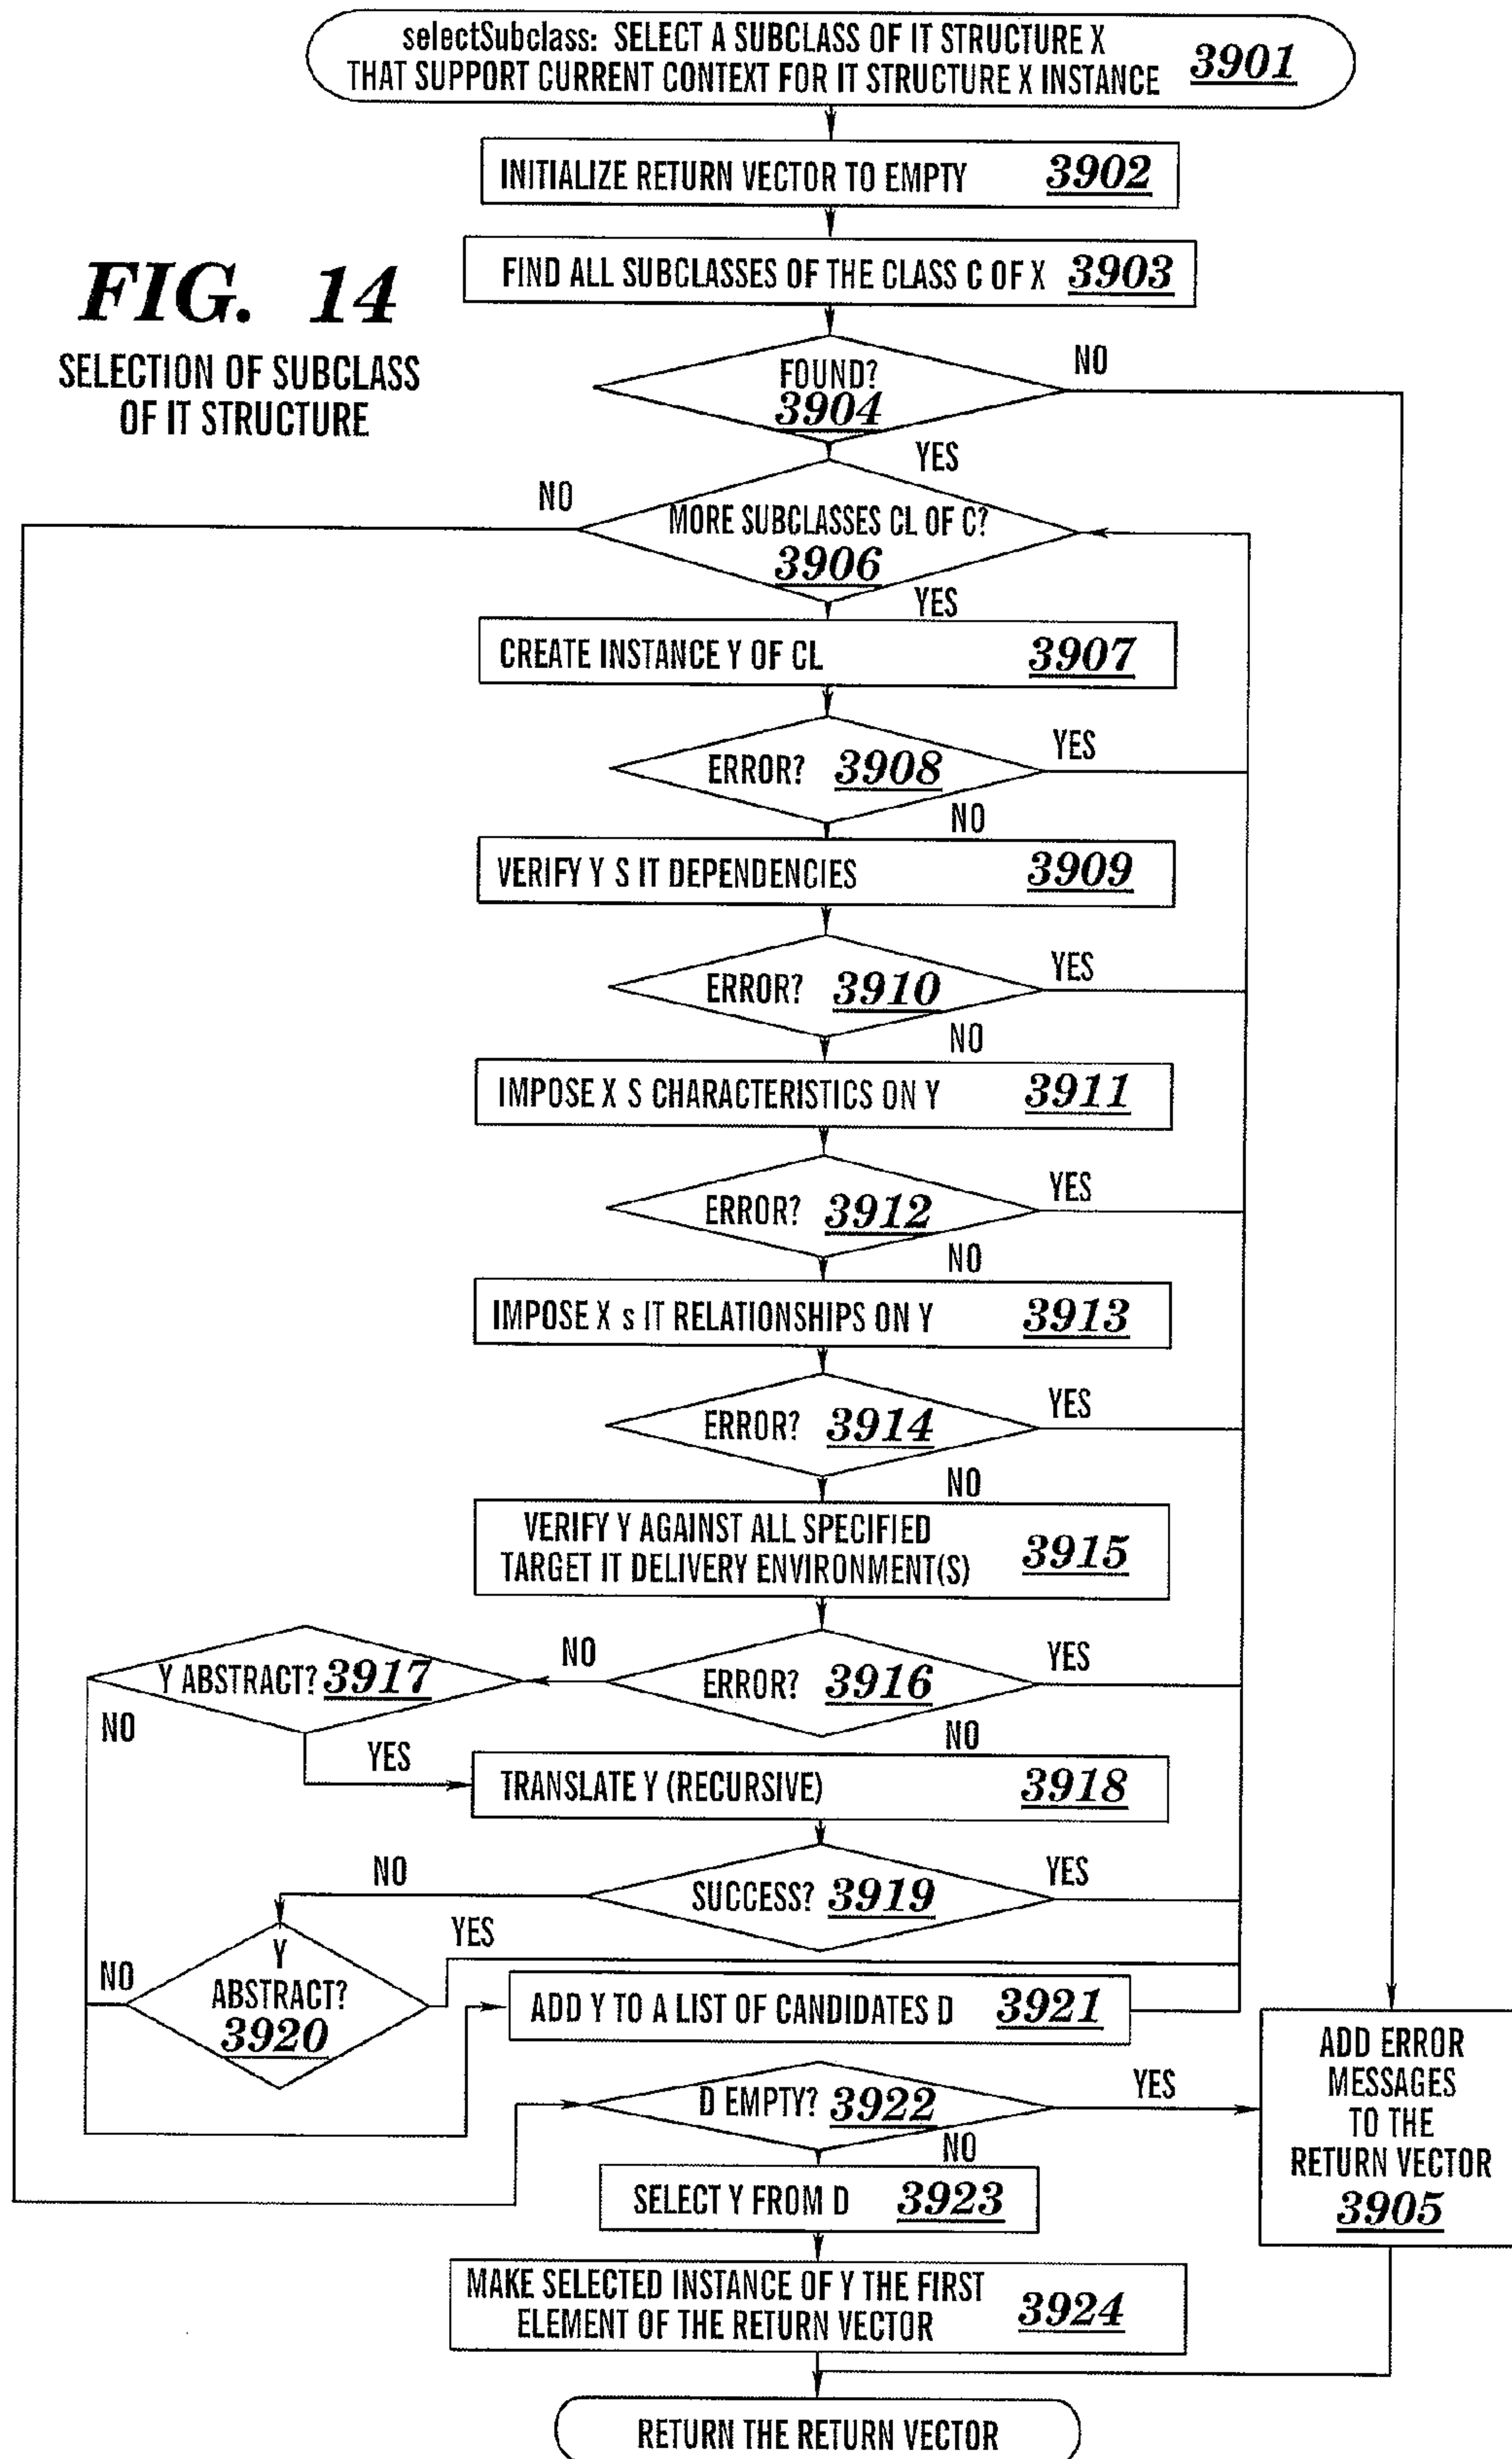 selectSubclass: SELECT A SUBCLASS OF IT STRUCTURE X
THAT SUPPORT CURRENT CONTEXT FOR IT STRUCTURE X INSTANCE 3901
INITIALIZE RETURN VECTOR TO EMPTY 3902
FIND ALL SUBCLASSES OF THE CLASS C OF X 3903
FIG. 14
SELECTION OF SUBCLASS
OF IT STRUCTURE
FOUND?
3904
NO
YES
NO
MORE SUBCLASSES CL OF C?
3906
YES
CREATE INSTANCE Y OF CL 3907
ERROR? 3908
YES
NO
VERIFY Y S IT DEPENDENCIES 3909
ERROR? 3910
YES
NO
IMPOSE X S CHARACTERISTICS ON Y 3911
ERROR? 3912
YES
NO
IMPOSE X s IT RELATIONSHIPS ON Y 3913
ERROR? 3914
YES
NO
VERIFY Y AGAINST ALL SPECIFIED
TARGET IT DELIVERY ENVIRONMENT(S) 3915
Y ABSTRACT? 3917
NO
ERROR? 3916
YES
NO
NO
YES
TRANSLATE Y (RECURSIVE) 3918
NO
SUCCESS? 3919
YES
YES
NO
Y
ABSTRACT?
3920
ADD Y TO A LIST OF CANDIDATES D 3921
D EMPTY? 3922
YES
NO
ADD ERROR
MESSAGES
TO THE
RETURN VECTOR
3905
SELECT Y FROM D 3923
MAKE SELECTED INSTANCE OF Y THE FIRST
ELEMENT OF THE RETURN VECTOR 3924
RETURN THE RETURN VECTOR